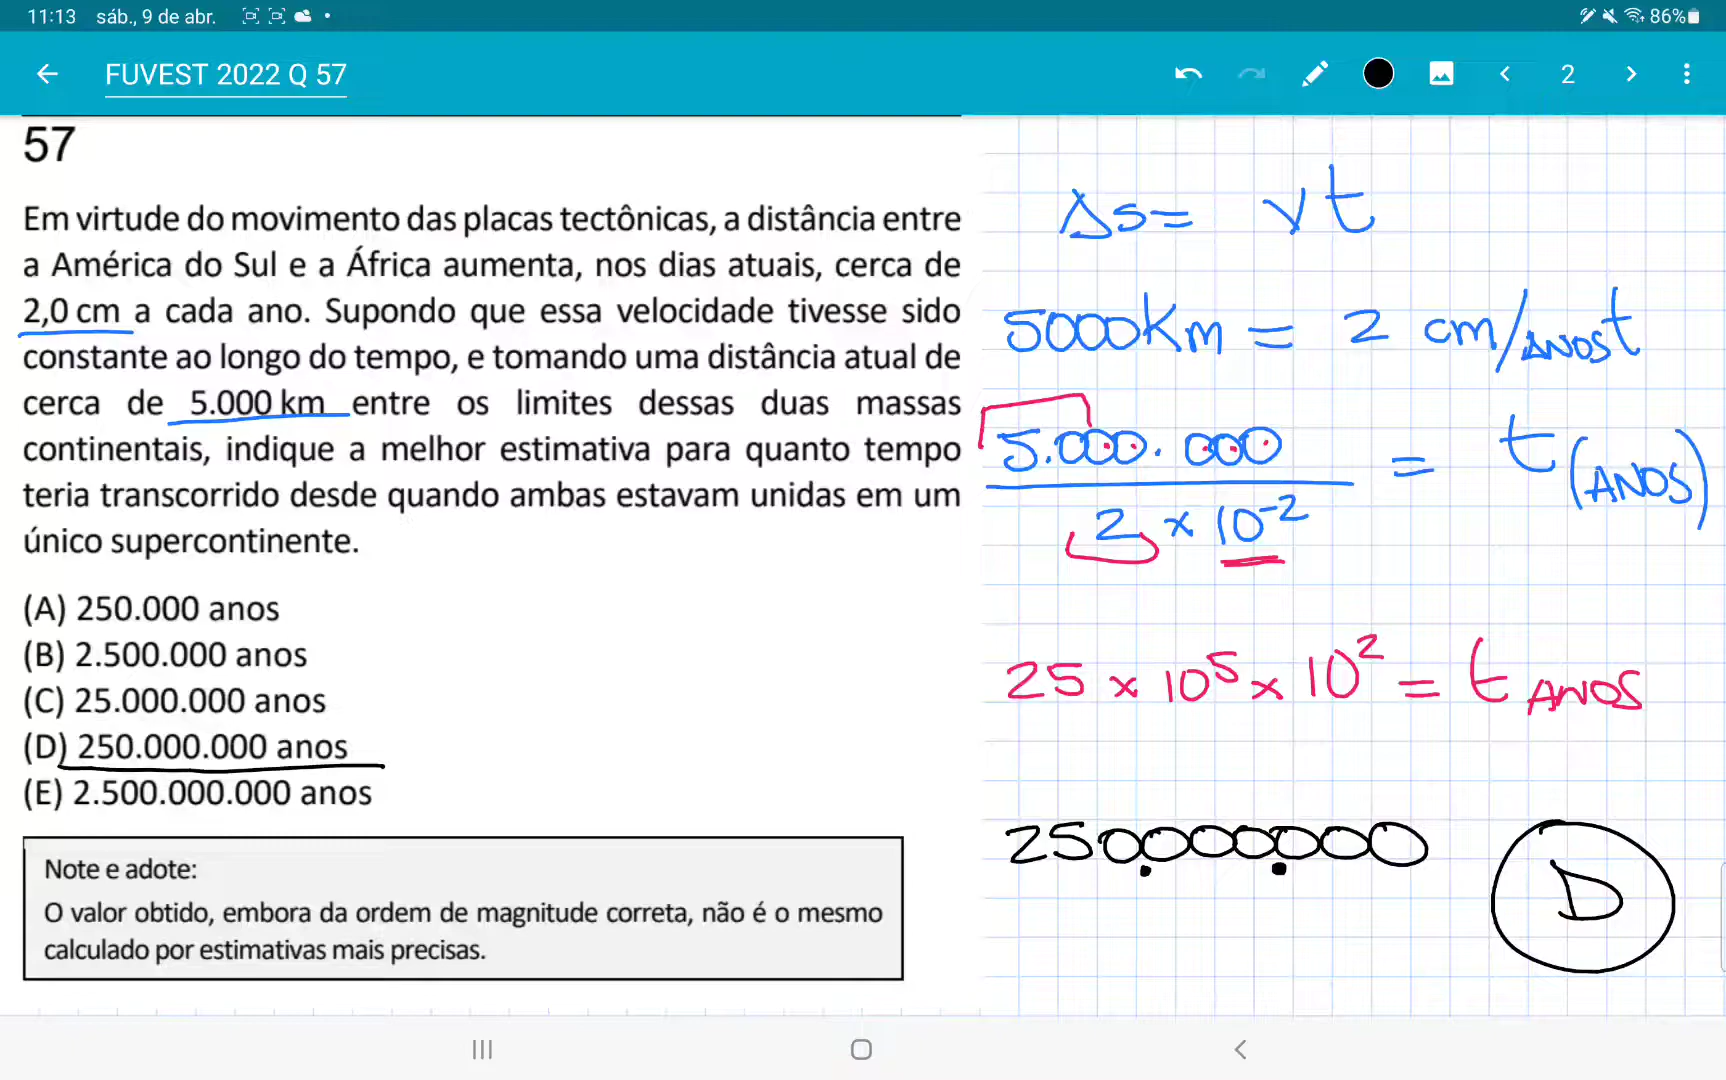 11:13 sáb., 9 de abr.
86%
FUVEST 2022 Q 57
2
57
Em virtude do movimento das placas tectônicas, a distância entre
a América do Sul e a África aumenta, nos dias atuais, cerca de
2,0 cm a cada ano. Supondo que essa velocidade tivesse sido
constante ao longo do tempo, e tomando uma distância atual de
cerca de 5.000 km entre os limites dessas duas massas
continentais, indique a melhor estimativa para quanto tempo
teria transcorrido desde quando ambas estavam unidas em um
único supercontinente.
(A) 250.000 anos
(B) 2.500.000 anos
(C) 25.000.000 anos
(D) 250.000.000 anos
(E) 2.500.000.000 anos
Note e adote:
O valor obtido, embora da ordem de magnitude correta, não é o mesmo
calculado por estimativas mais precisas.
Δs = vt
5000Km = 2 cm/ANOS t
5.000.000 = t (ANOS)
2 x 10⁻²
25 x 10⁵ x 10² = t ANOS
250.000.0000
D